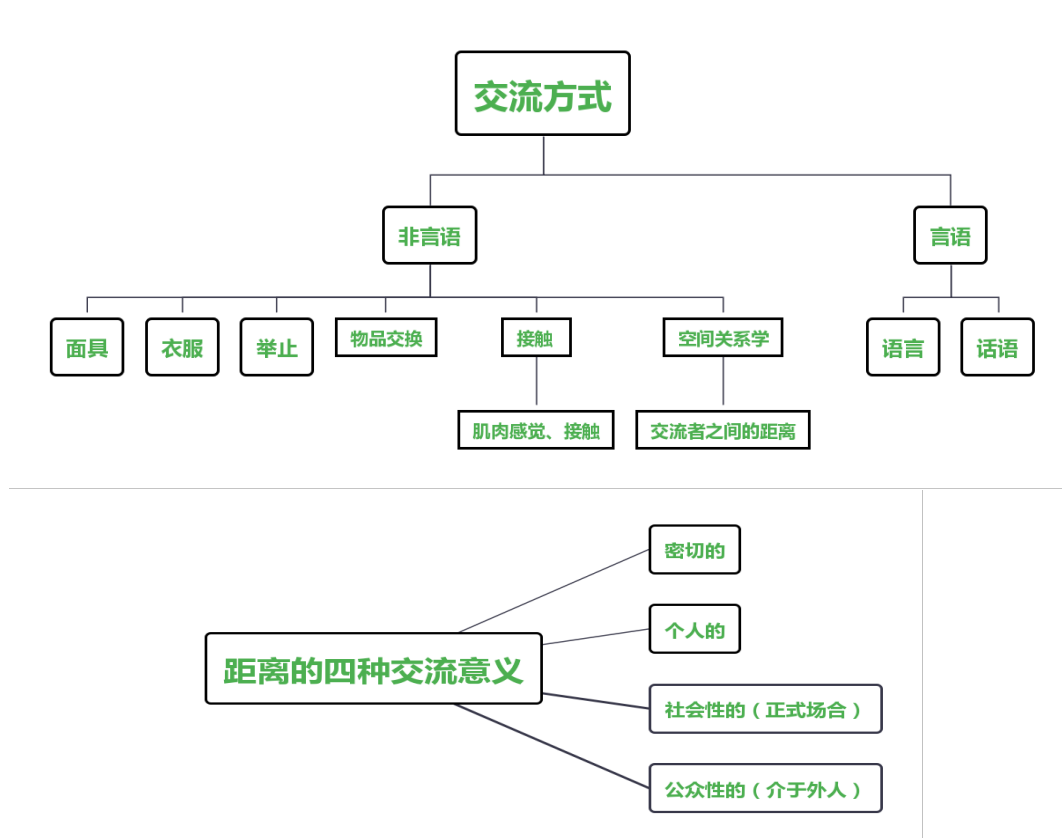 交流方式
非言语
言语
面具
衣服
举止
物品交换
接触
空间关系学
语言
话语
肌肉感觉、接触
交流者之间的距离
密切的
个人的
距离的四种交流意义
社会性的（正式场合）
公众性的（介于外人）